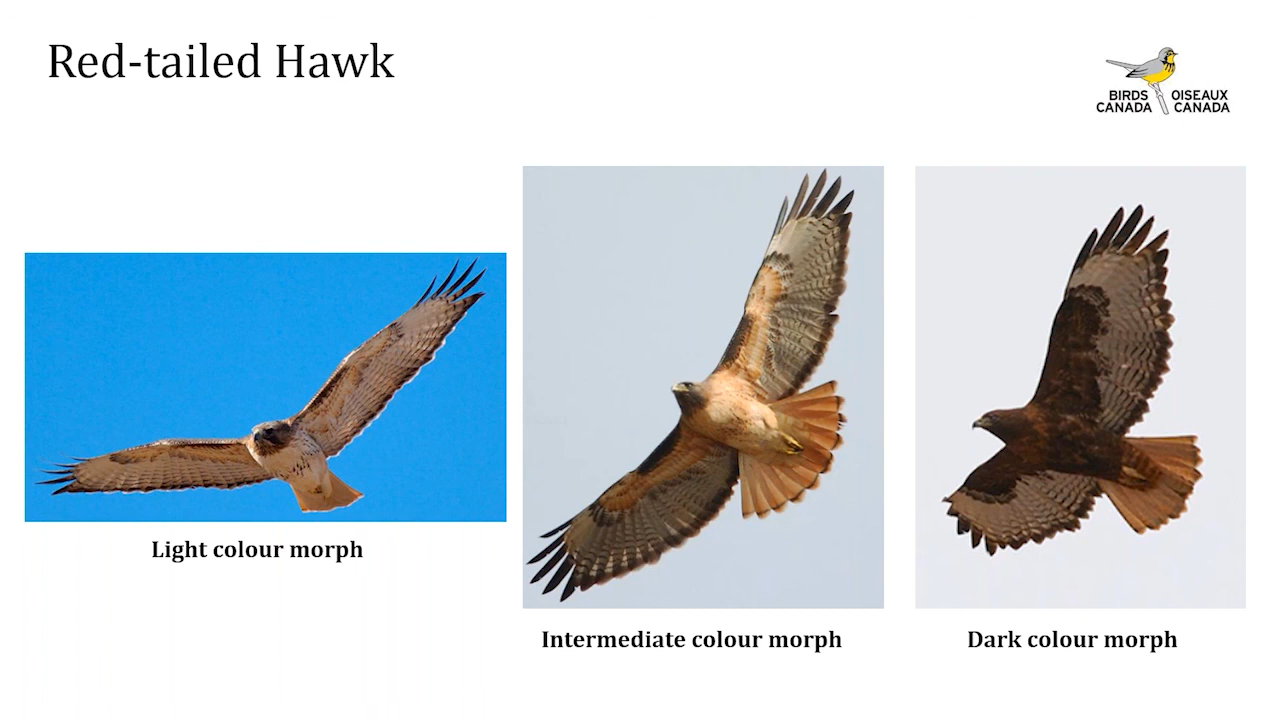 Red-tailed Hawk
BIRDS CANADA
OISEAUX CANADA
Light colour morph
Intermediate colour morph
Dark colour morph